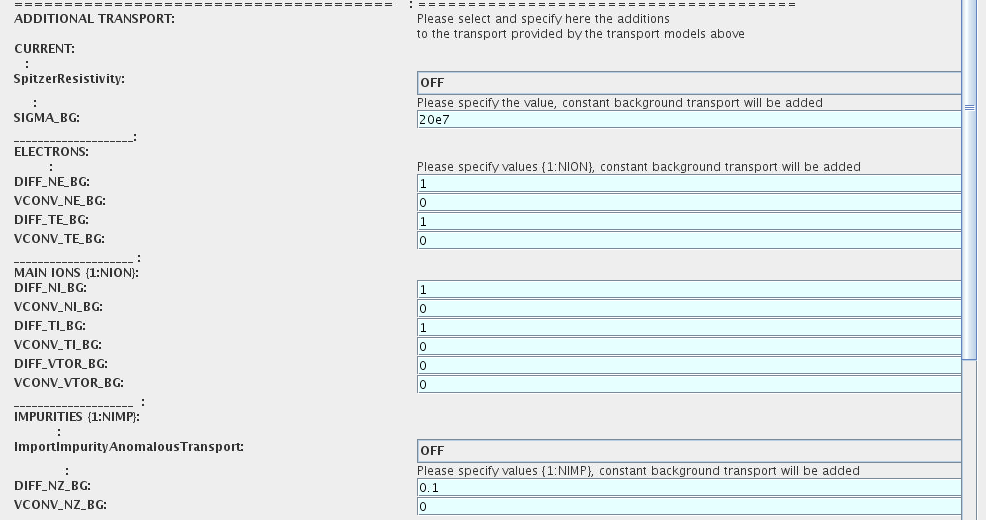 ====================================== :======================================
ADDITIONAL TRANSPORT: Please select and specify here the additions
to the transport provided by the transport models above
CURRENT:
:
SpitzerResistivity: OFF
: Please specify the value, constant background transport will be added
SIGMA_BG: 20e7
____________________:
ELECTRONS:
: Please specify values {1:NION}, constant background transport will be added
DIFF_NE_BG: 1
VCONV_NE_BG: 0
DIFF_TE_BG: 1
VCONV_TE_BG: 0
____________________ :
MAIN IONS {1:NION}:
DIFF_NI_BG: 1
VCONV_NI_BG: 0
DIFF_TI_BG: 1
VCONV_TI_BG: 0
DIFF_VTOR_BG: 0
VCONV_VTOR_BG: 0
____________________ :
IMPURITIES {1:NIMP}:
:
ImportImpurityAnomalousTransport: OFF
: Please specify values {1:NIMP}, constant background transport will be added
DIFF_NZ_BG: 0.1
VCONV_NZ_BG: 0